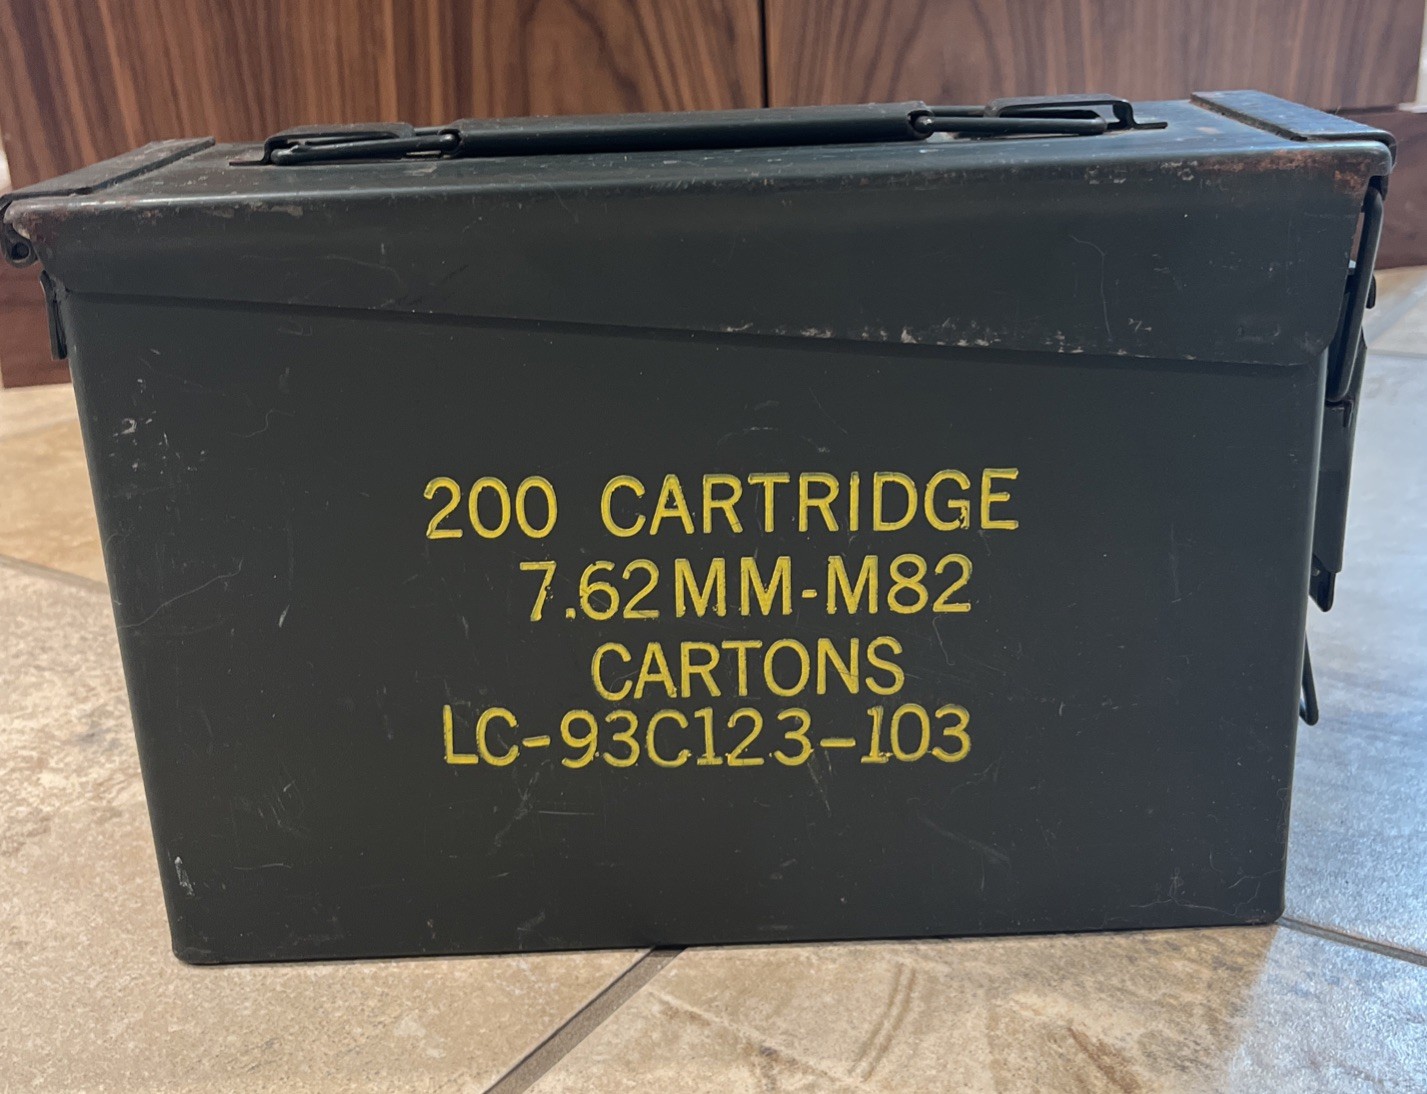 200 CARTRIDGE
7.62MM-M82
CARTONS
LC-93C123-103